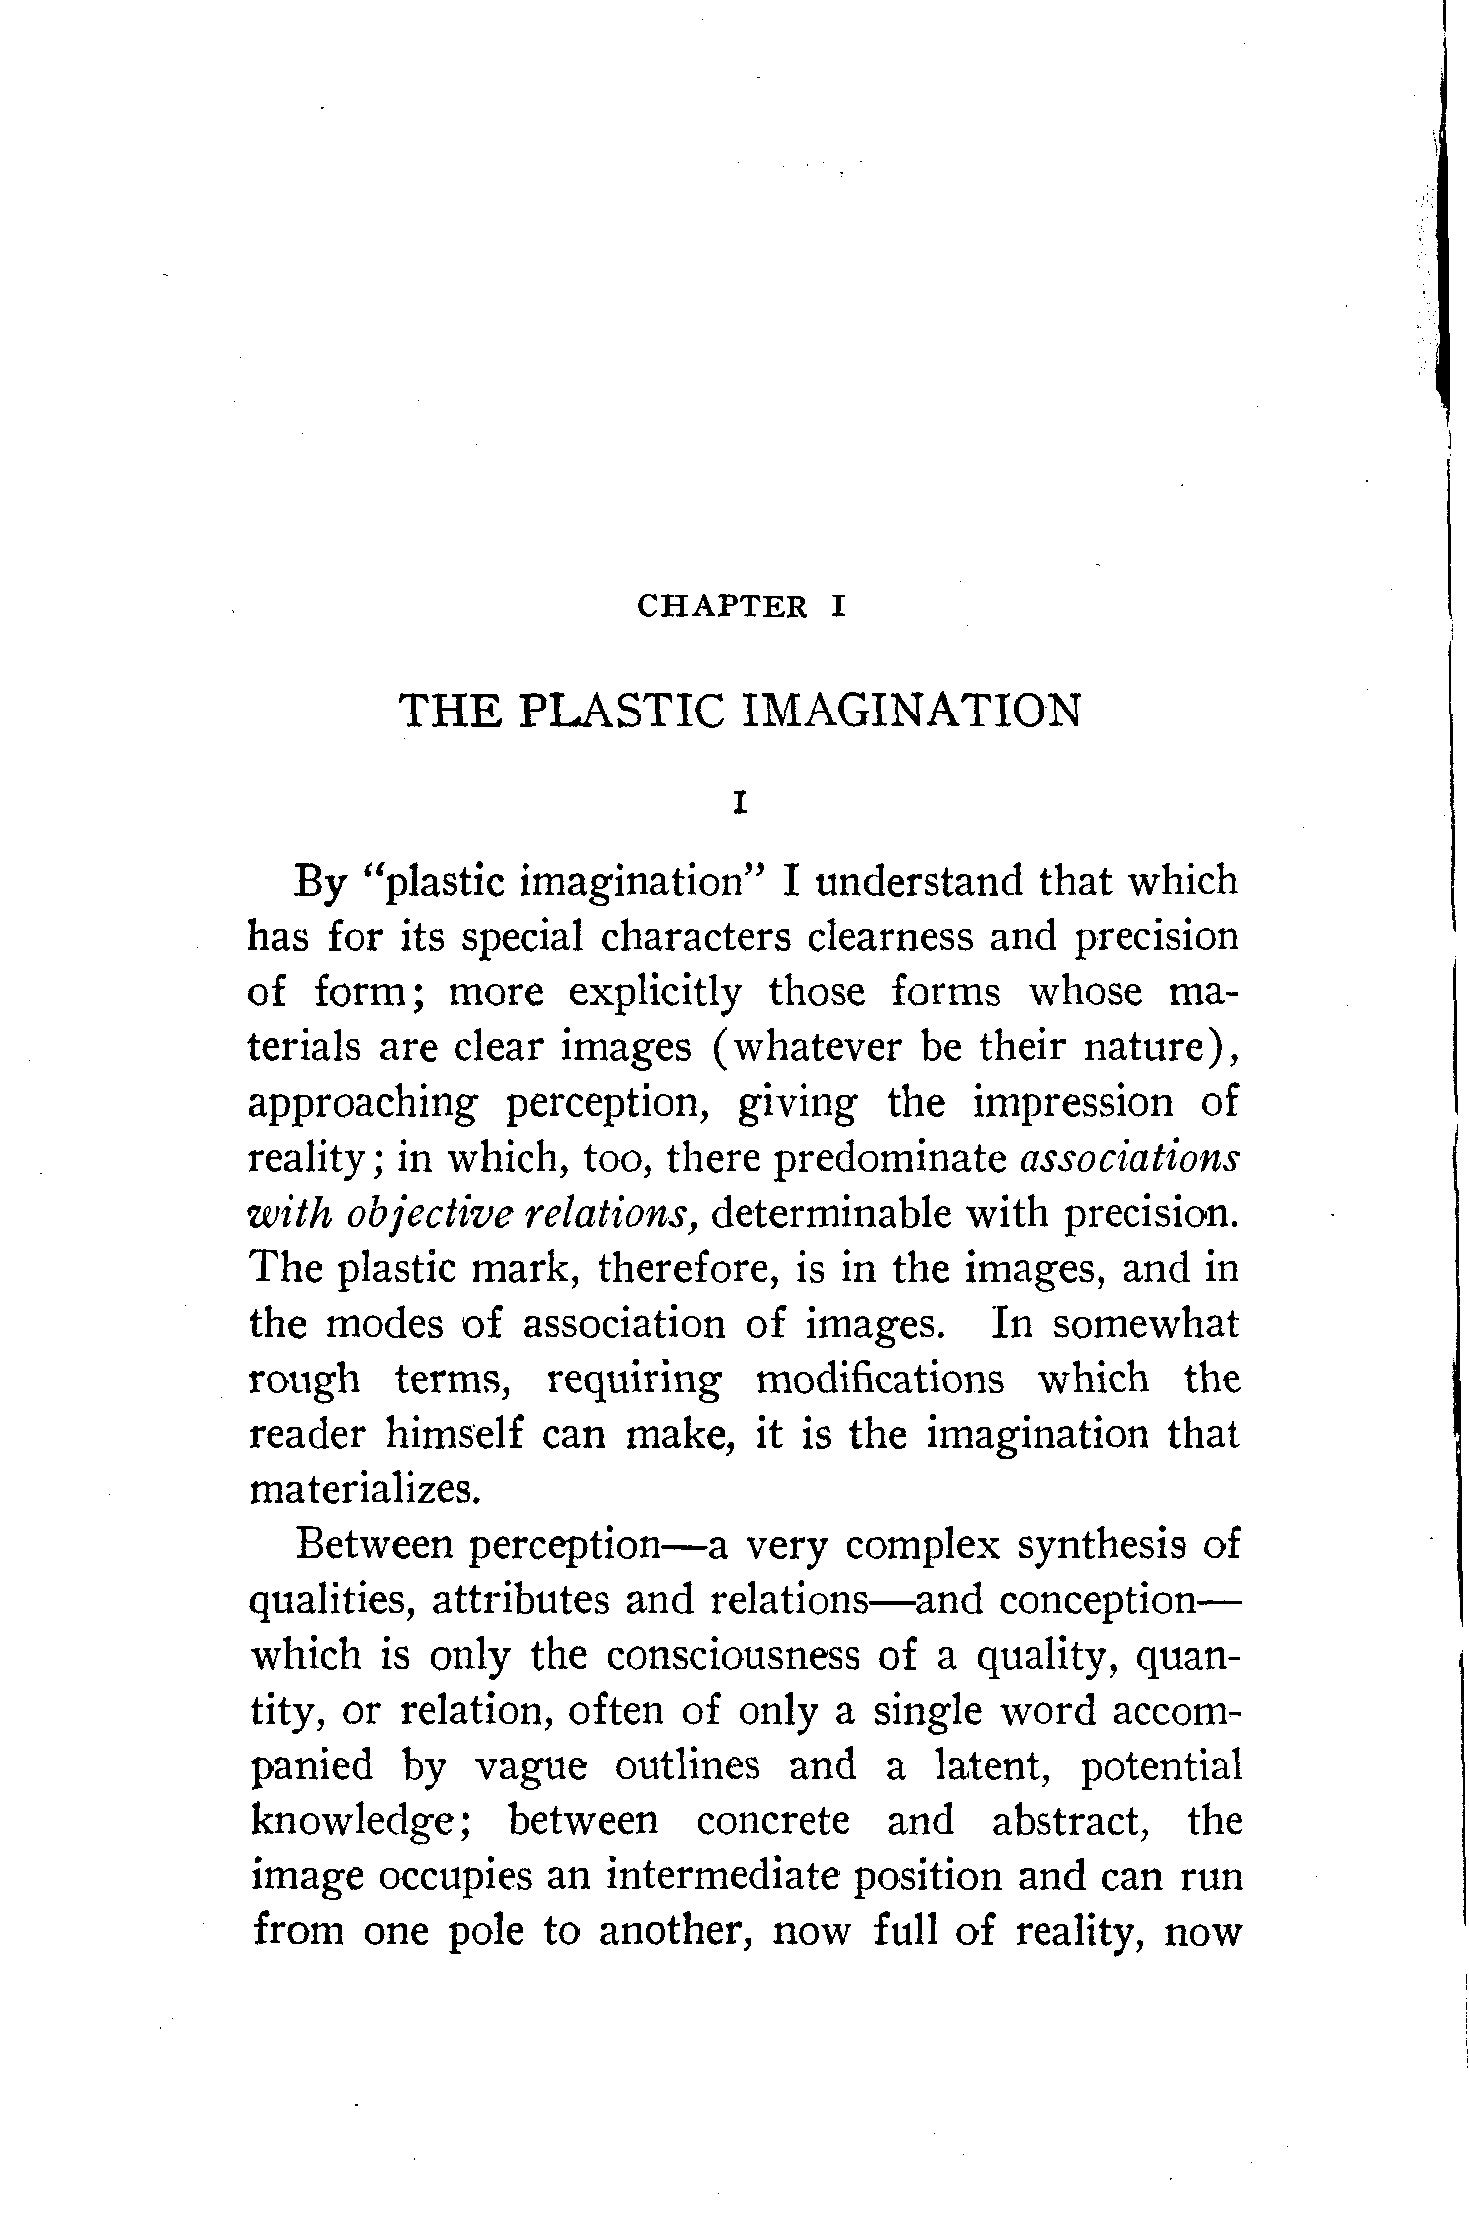 CHAPTER I
THE PLASTIC IMAGINATION
I
By “plastic imagination” I understand that which
has for its special characters clearness and precision
of form; more explicitly those forms whose ma-
terials are clear images (whatever be their nature),
approaching perception, giving the impression of
reality; in which, too, there predominate associations
with objective relations, determinable with precision.
The plastic mark, therefore, is in the images, and in
the modes of association of images. In somewhat
rough terms, requiring modifications which the
reader himself can make, it is the imagination that
materializes.
Between perception—a very complex synthesis of
qualities, attributes and relations—and conception—
which is only the consciousness of a quality, quan-
tity, or relation, often of only a single word accom-
panied by vague outlines and a latent, potential
knowledge; between concrete and abstract, the
image occupies an intermediate position and can run
from one pole to another, now full of reality, now